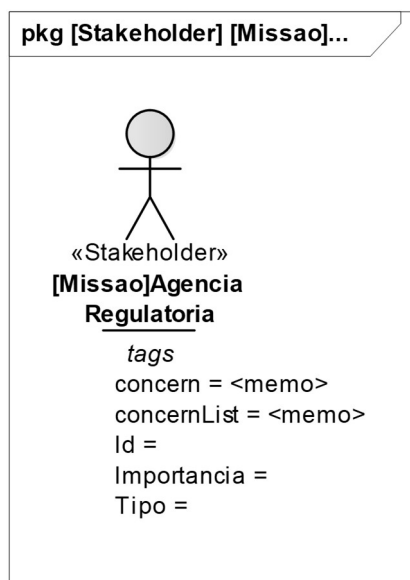 pkg [Stakeholder] [Missao]...
«Stakeholder»
[Missao]Agencia
Regulatoria
tags
concern = <memo>
concernList = <memo>
Id =
Importancia =
Tipo =